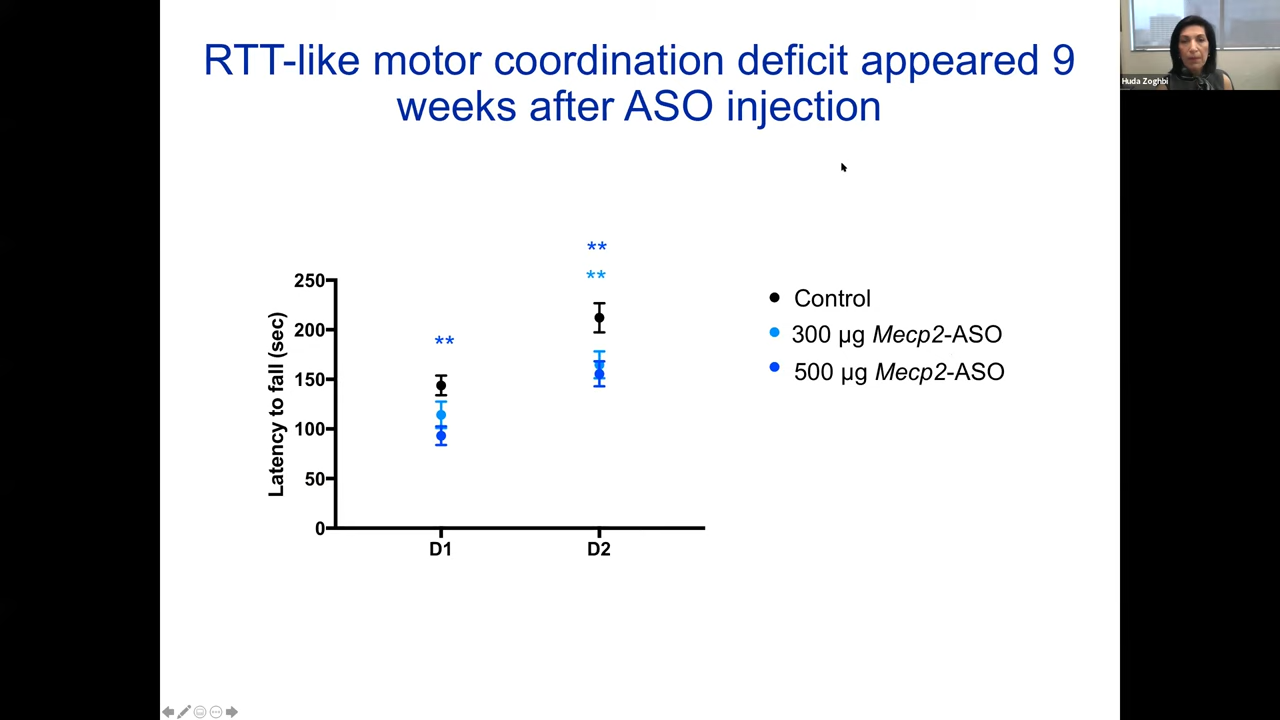 RTT-like motor coordination deficit appeared 9
weeks after ASO injection
Huda Zoghbi
**
**
**
250
200
150
100
50
0
Latency to fall (sec)
D1
D2
Control
300 µg Mecp2-ASO
500 µg Mecp2-ASO